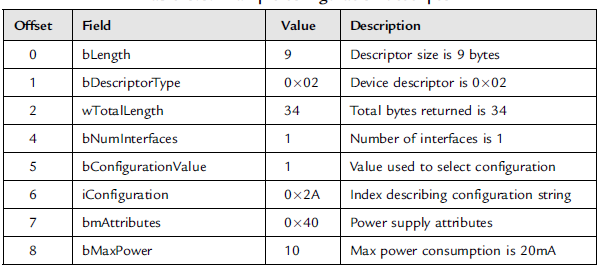 Offset Field Value Description
0 bLength 9 Descriptor size is 9 bytes
1 bDescriptorType 0×02 Device descriptor is 0×02
2 wTotalLength 34 Total bytes returned is 34
4 bNumInterfaces 1 Number of interfaces is 1
5 bConfigurationValue 1 Value used to select configuration
6 iConfiguration 0×2A Index describing configuration string
7 bmAttributes 0×40 Power supply attributes
8 bMaxPower 10 Max power consumption is 20mA